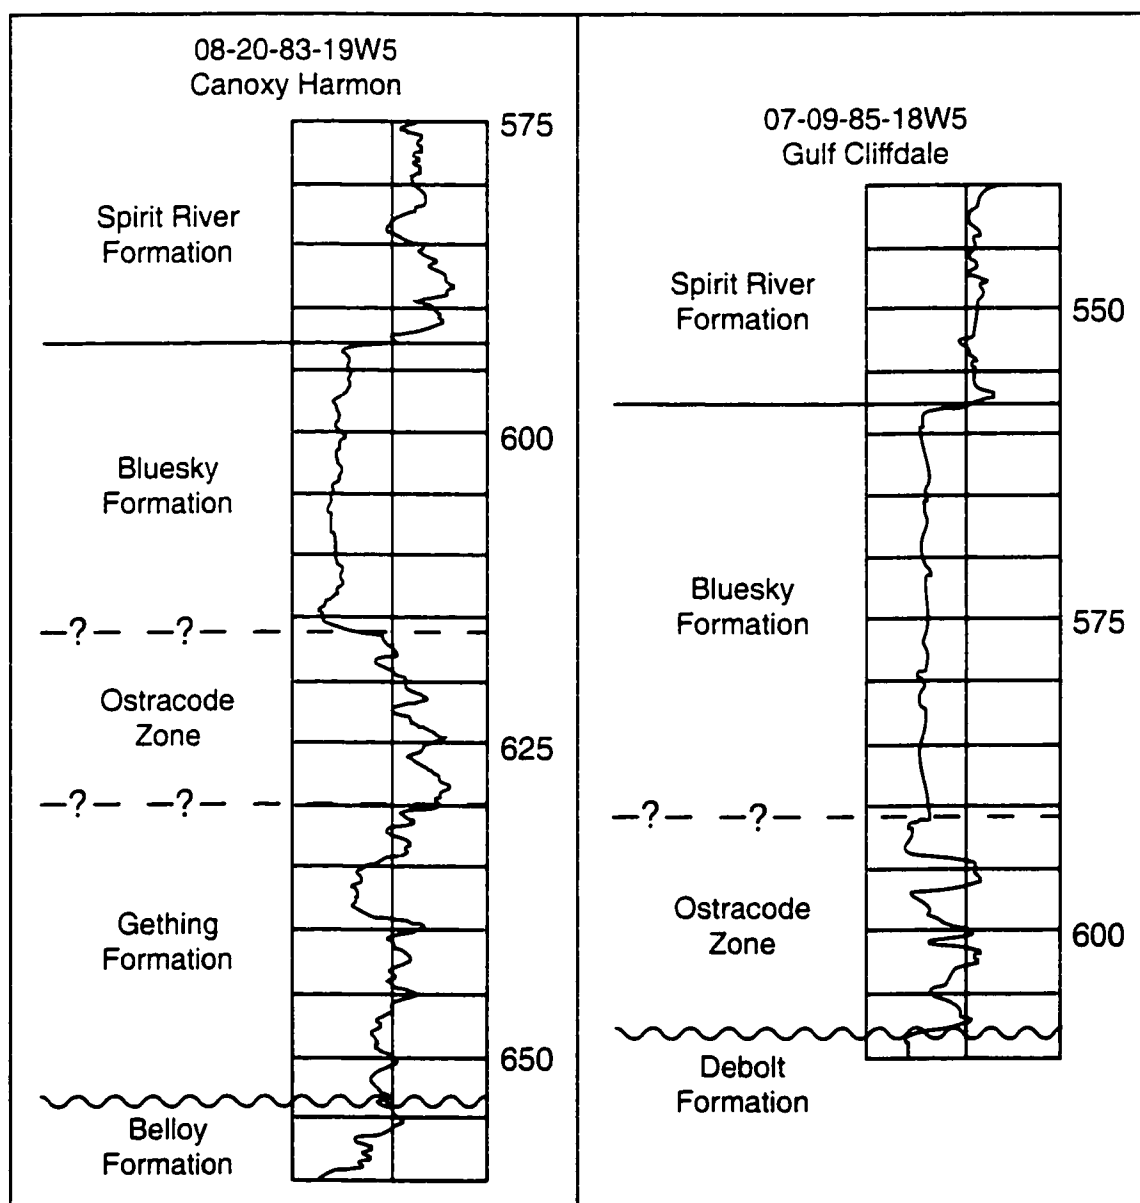 08-20-83-19W5
Canoxy Harmon
575
Spirit River
Formation
600
Bluesky
Formation
—?— —?—
Ostracode
Zone
625
—?— —?—
Gething
Formation
650
Belloy
Formation
07-09-85-18W5
Gulf Cliffdale
Spirit River
Formation
550
Bluesky
Formation
575
—?— —?—
Ostracode
Zone
600
Debolt
Formation